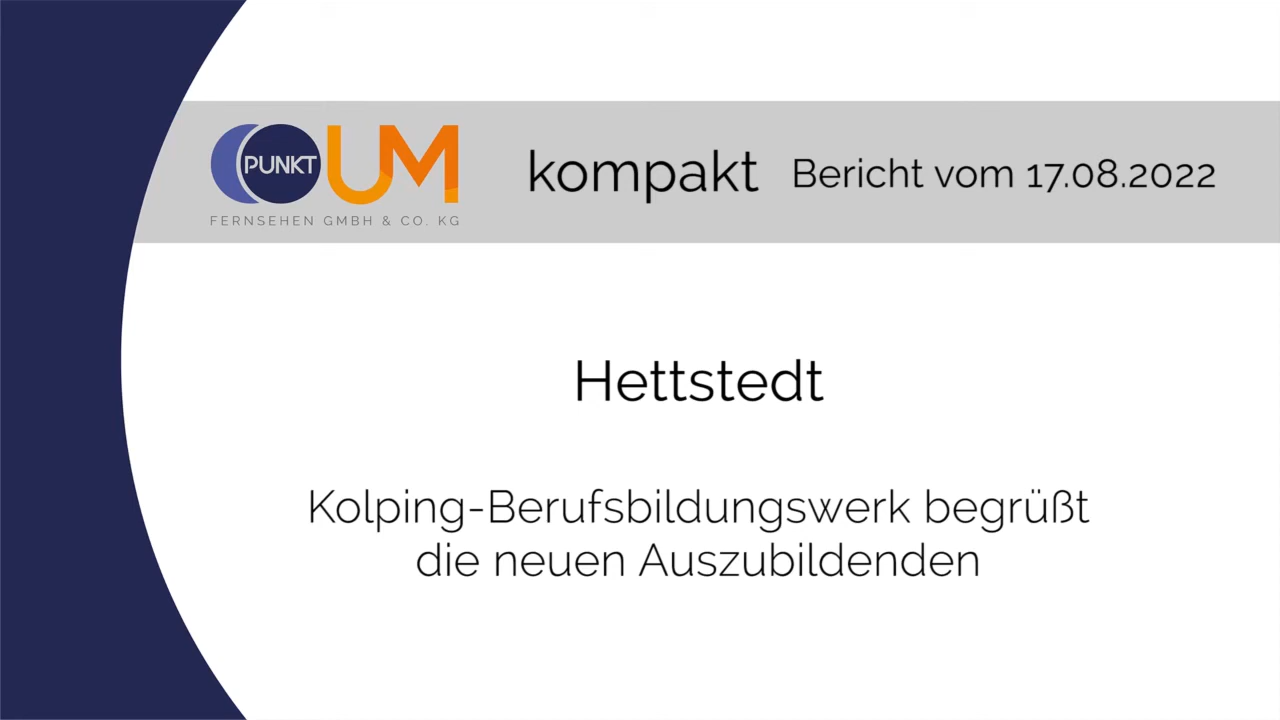 PUNKT UM
FERNSEHEN GMBH & CO. KG
kompakt Bericht vom 17.08.2022
Hettstedt
Kolping-Berufsbildungswerk begrüßt
die neuen Auszubildenden